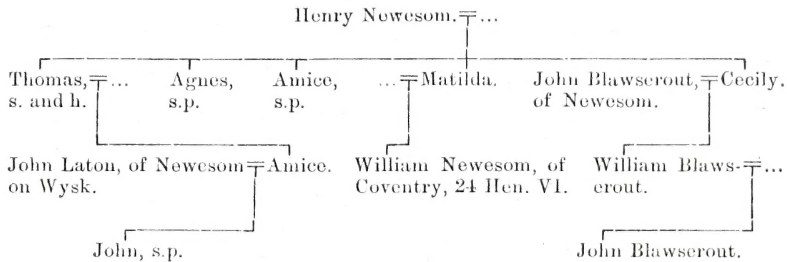 Henry Newesom. ...
Thomas, ... Agnes, Amice, ... Matilda. John Blawserout, Cecily.
s. and h. s.p. s.p. of Newesom.
John Laton, of Newesom Amice. William Newesom, of William Blaws- ...
on Wysk. Coventry, 24 Hen. VI. erout.
John, s.p. John Blawserout.